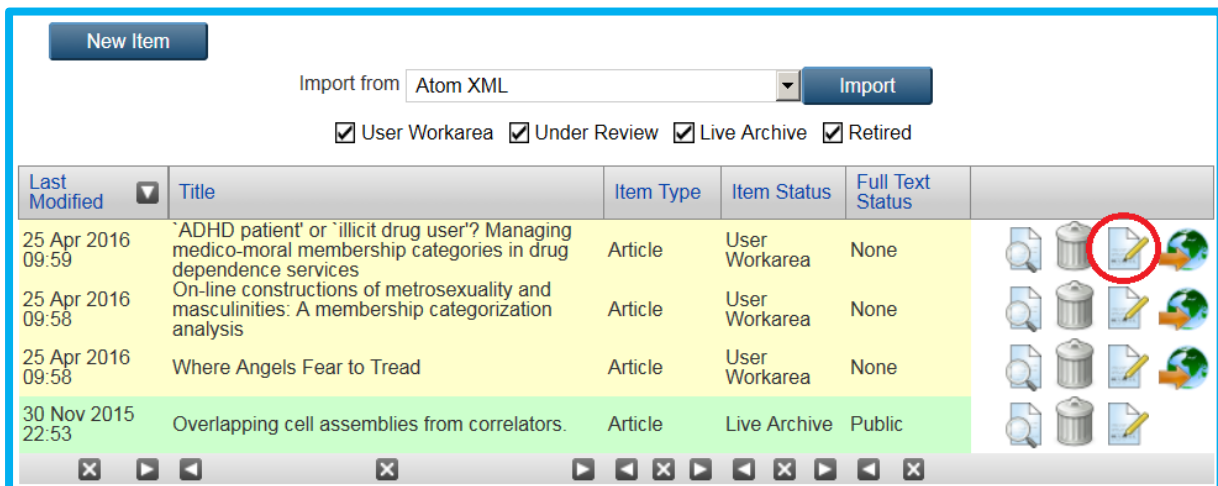 New Item
Import from Atom XML Import
User Workarea Under Review Live Archive Retired
Last Modified Title Item Type Item Status Full Text Status
25 Apr 2016 09:59
`ADHD patient' or `illicit drug user'? Managing
medico-moral membership categories in drug
dependence services
Article
User Workarea
None
25 Apr 2016 09:58
On-line constructions of metrosexuality and
masculinities: A membership categorization
analysis
Article
User Workarea
None
25 Apr 2016 09:58
Where Angels Fear to Tread
Article
User Workarea
None
30 Nov 2015 22:53
Overlapping cell assemblies from correlators.
Article
Live Archive
Public